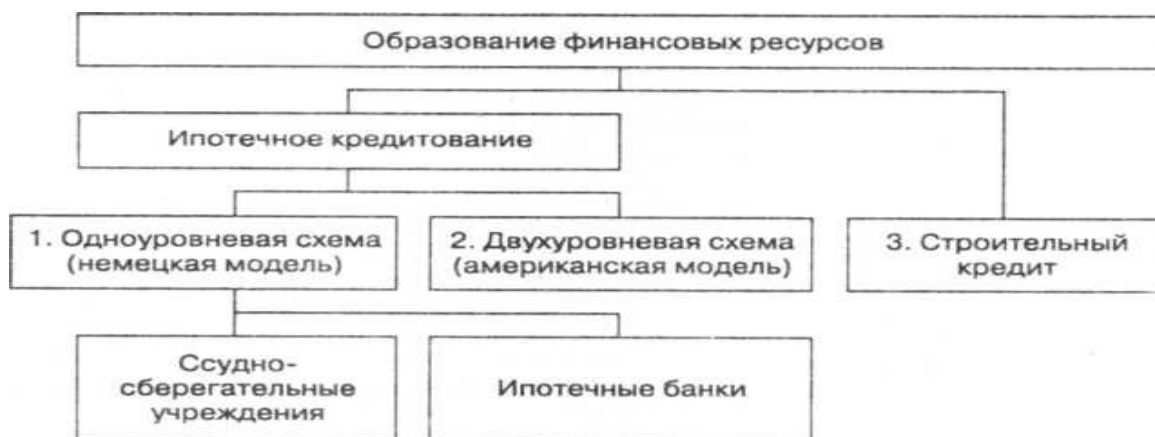 Образование финансовых ресурсов
Ипотечное кредитование
1. Одноуровневая схема
(немецкая модель)
2. Двухуровневая схема
(американская модель)
3. Строительный
кредит
Ссудно-
сберегательные
учреждения
Ипотечные банки